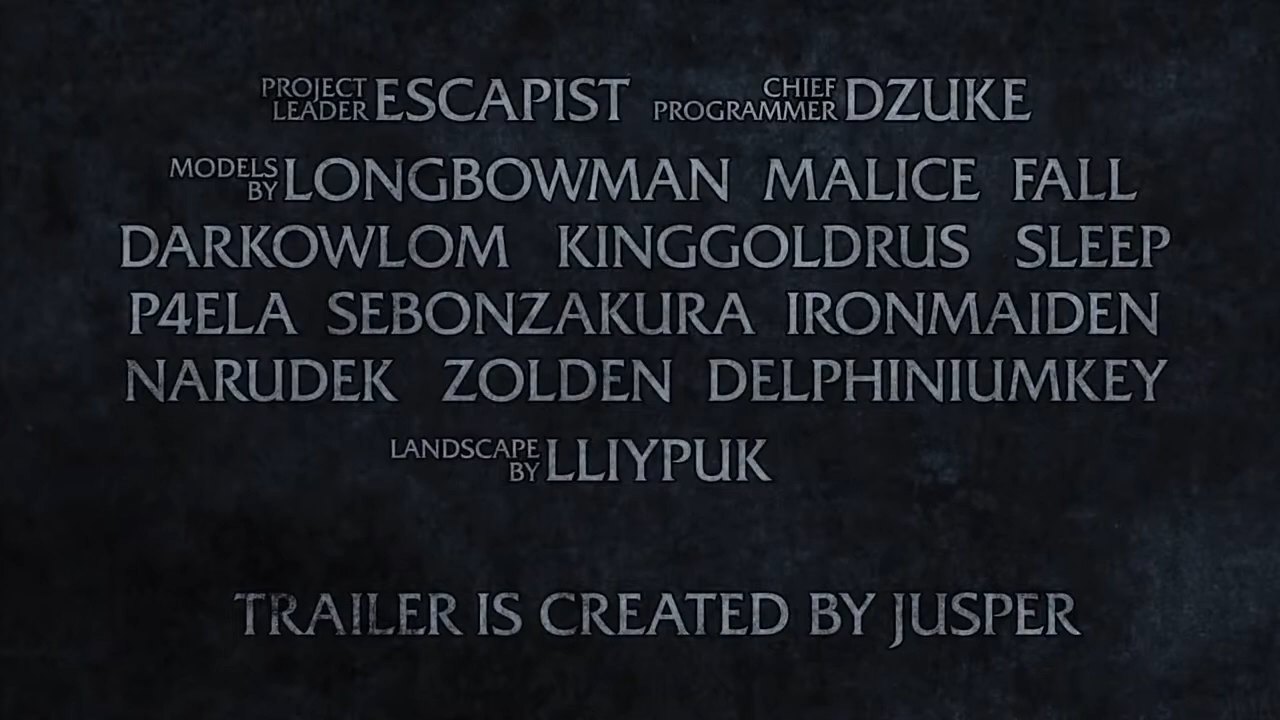 PROJECT LEADER ESCAPIST CHIEF PROGRAMMER DZUKE
MODELS BY LONGBOWMAN MALICE FALL
DARKOWLOM KINGGOLDRUS SLEEP
P4ELA SEBONZAKURA IRONMAIDEN
NARUDEK ZOLDEN DELPHINIUMKEY
LANDSCAPE BY LLIYPUK
TRAILER IS CREATED BY JUSPER